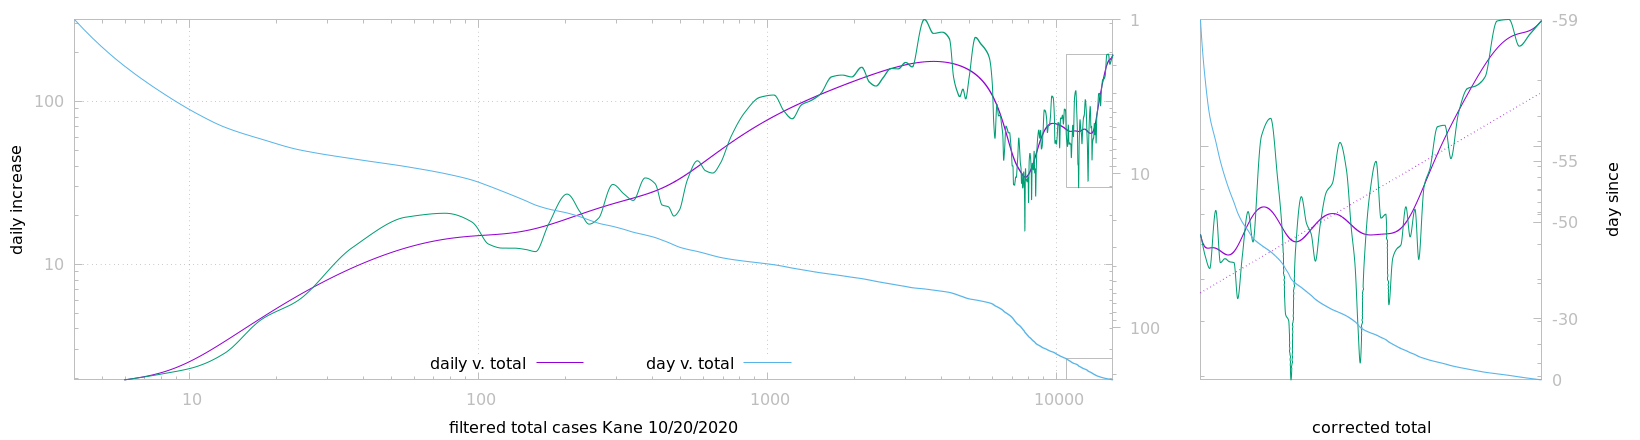 daily increase
100
10
1
10
100
daily v. total
day v. total
10
100
1000
10000
filtered total cases Kane 10/20/2020
-59
-55
-50
-30
0
day since
corrected total